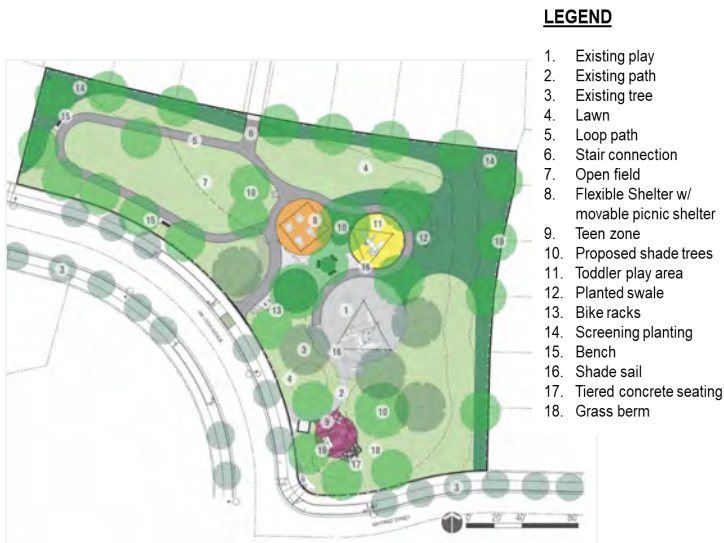 LEGEND
1. Existing play
2. Existing path
3. Existing tree
4. Lawn
5. Loop path
6. Stair connection
7. Open field
8. Flexible Shelter w/
movable picnic shelter
9. Teen zone
10. Proposed shade trees
11. Toddler play area
12. Planted swale
13. Bike racks
14. Screening planting
15. Bench
16. Shade sail
17. Tiered concrete seating
18. Grass berm
14
15
5
6
4
14
7
10
8
10
11
12
10
15
16
3
13
1
3
16
4
2
10
9
16
18
17
3
0 20' 40' 80'